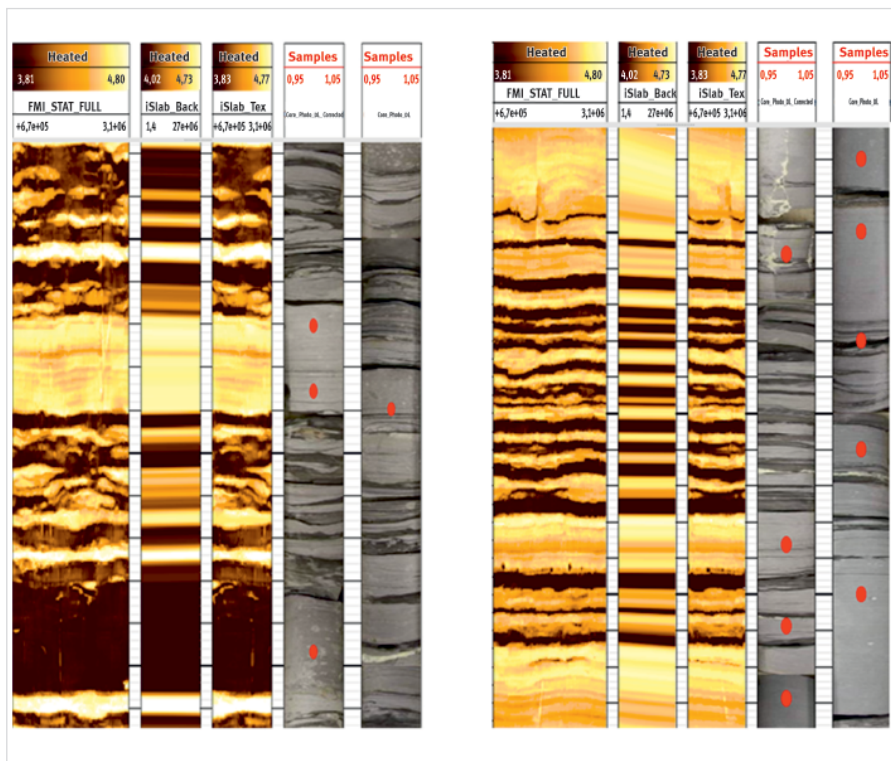 Heated
3,81 4,80
FMI_STAT_FULL
+6,7e+05 3,1+06
Heated
4,02 4,73
iSlab_Back
1,4 27e+06
Heated
3,83 4,77
iSlab_Tex
+6,7e+05 3,1+06
Samples
0,95 1,05
Core_Photo_UL_Corrected
Samples
0,95 1,05
Core_Photo_UL
Heated
3,81 4,80
FMI_STAT_FULL
+6,7e+05 3,1+06
Heated
4,02 4,73
iSlab_Back
1,4 27e+06
Heated
3,83 4,77
iSlab_Tex
+6,7e+05 3,1+06
Samples
0,95 1,05
Samples
0,95 1,05